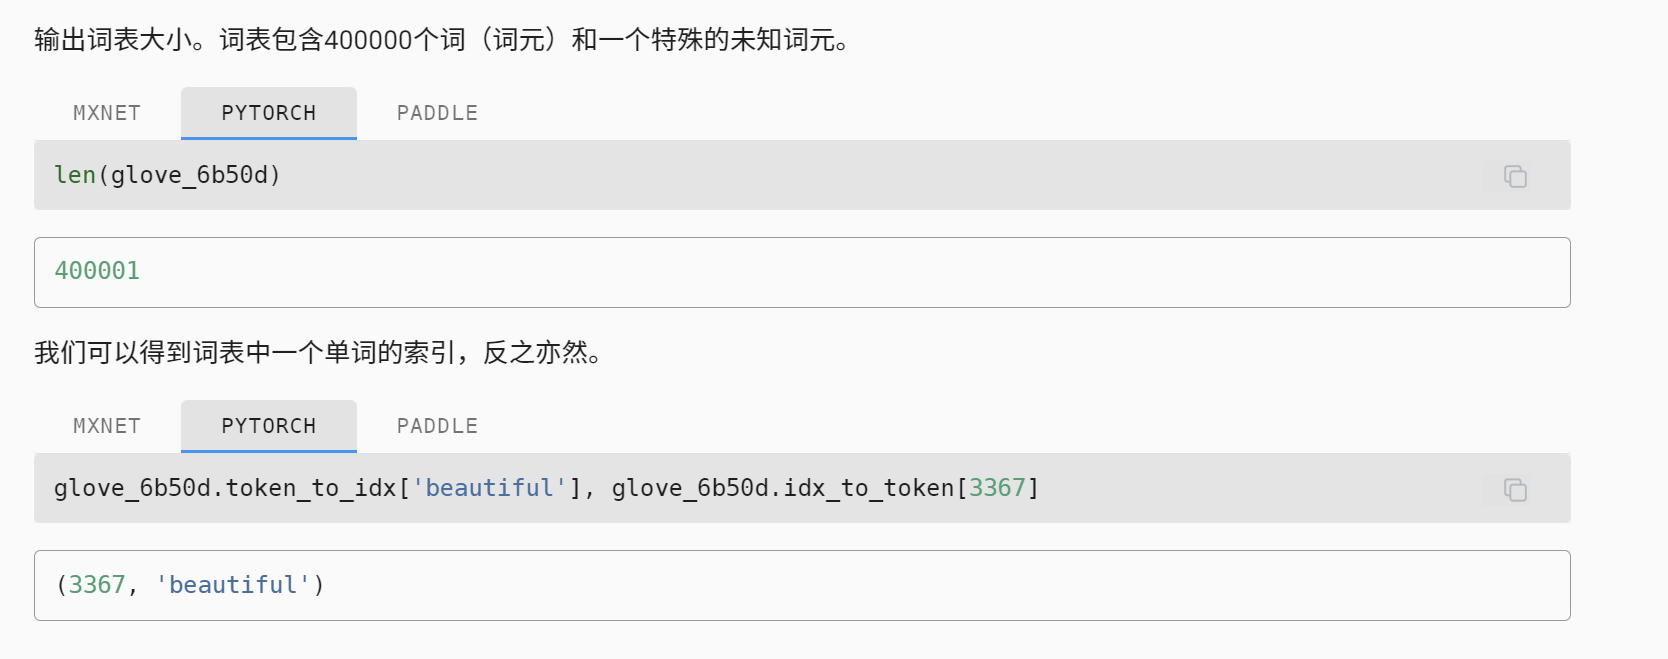 输出词表大小。词表包含400000个词（词元）和一个特殊的未知词元。
MXNET PYTORCH PADDLE
len(glove_6b50d)
400001
我们可以得到词表中一个单词的索引，反之亦然。
MXNET PYTORCH PADDLE
glove_6b50d.token_to_idx['beautiful'], glove_6b50d.idx_to_token[3367]
(3367, 'beautiful')